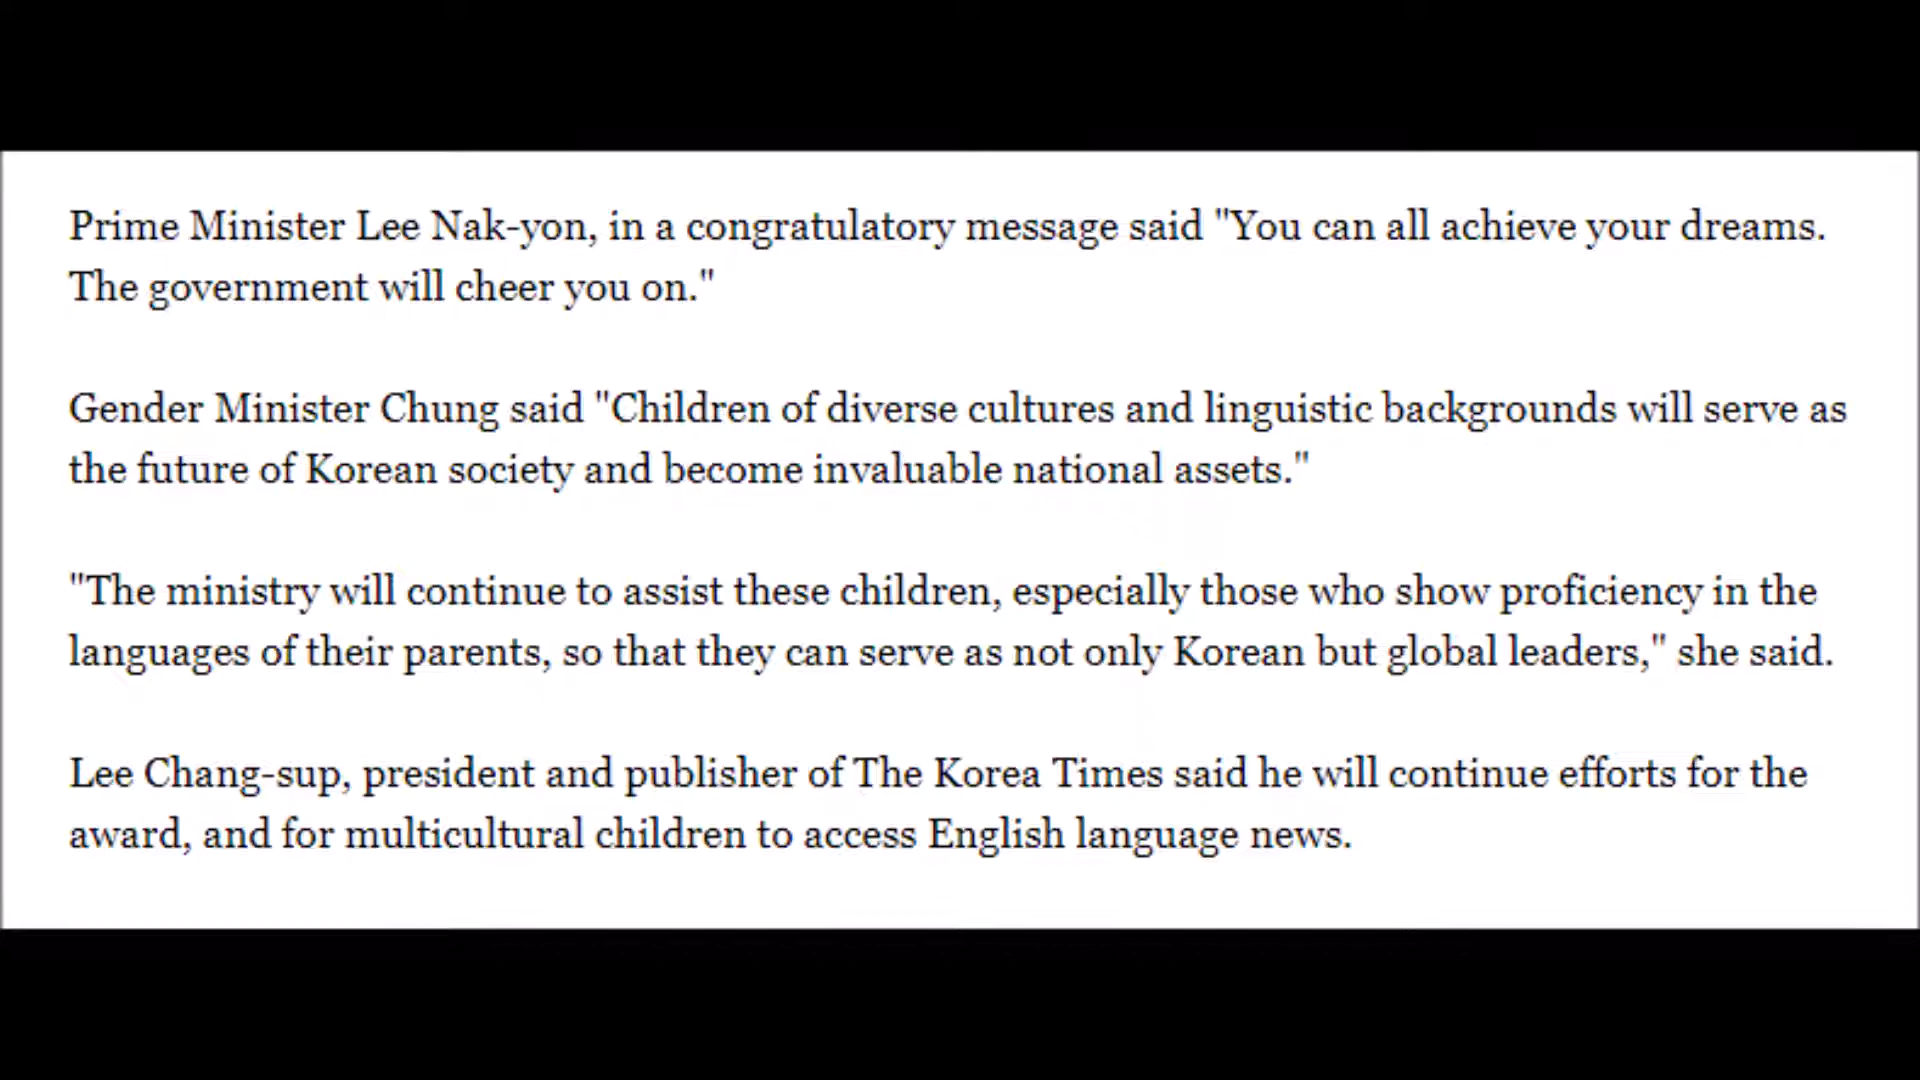 Prime Minister Lee Nak-yon, in a congratulatory message said "You can all achieve your dreams.
The government will cheer you on."
Gender Minister Chung said "Children of diverse cultures and linguistic backgrounds will serve as
the future of Korean society and become invaluable national assets."
"The ministry will continue to assist these children, especially those who show proficiency in the
languages of their parents, so that they can serve as not only Korean but global leaders," she said.
Lee Chang-sup, president and publisher of The Korea Times said he will continue efforts for the
award, and for multicultural children to access English language news.